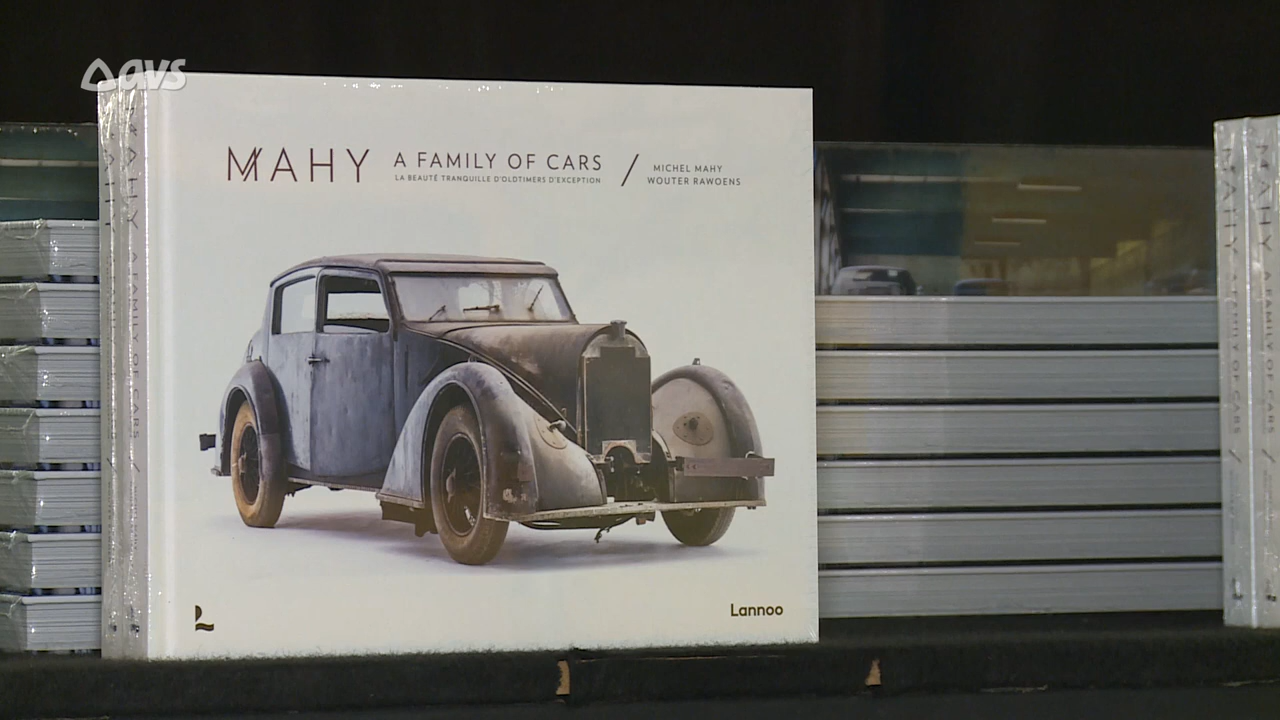 avs
MAHY
A FAMILY OF CARS
LA BEAUTÉ TRANQUILLE D'OLDTIMERS D'EXCEPTION
/
MICHEL MAHY
WOUTER RAWOENS
Lannoo
MAHY A FAMILY OF CARS /
MAHY A FAMILY OF CARS /